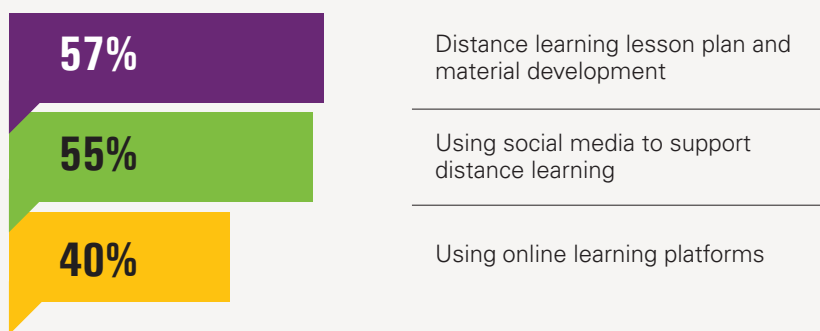 57%
Distance learning lesson plan and
material development
55%
Using social media to support
distance learning
40%
Using online learning platforms